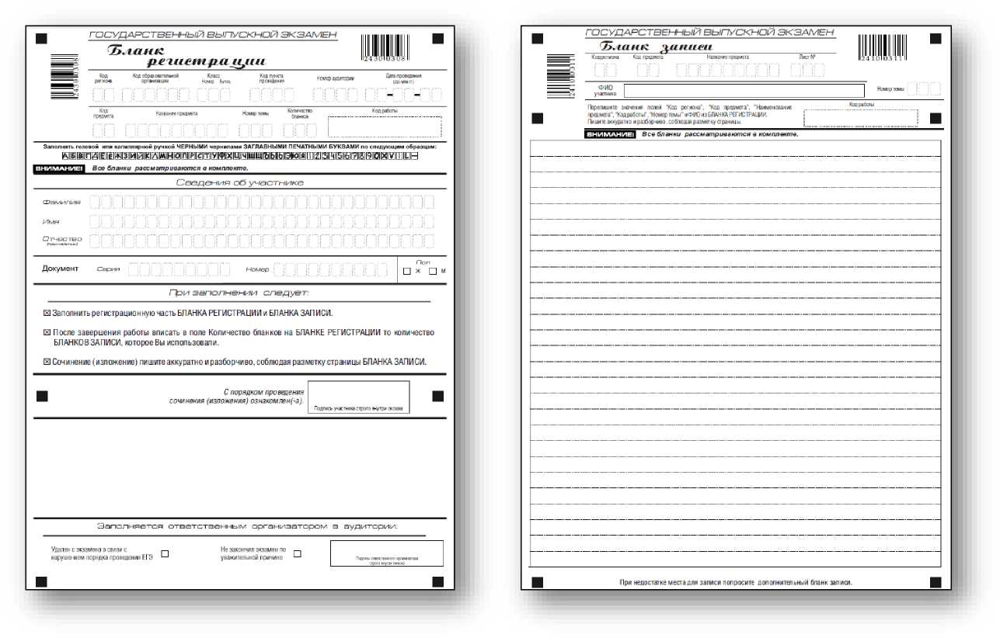 ГОСУДАРСТВЕННЫЙ ВЫПУСКНОЙ ЭКЗАМЕН
Бланк
регистрации
24300308
24300308
Код региона
Код образовательной организации
Класс
Номер Буква
Код пункта проведения
Номер аудитории
Дата проведения
Код предмета
Название предмета
Номер темы
Количество бланков
Код работы
Заполнять гелевой или капиллярной ручкой ЧЕРНЫМИ чернилами ЗАГЛАВНЫМИ ПЕЧАТНЫМИ БУКВАМИ по следующим образцам:
АБВГДЕЁЖЗИЙКЛМНОПРСТУФХЦЧШЩЪЫЬЭЮЯ1234567890XVIL-
ВНИМАНИЕ! Все бланки рассматриваются в комплекте.
Сведения об участнике
Фамилия
Имя
Отчество
Документ Серия Номер
Пол
Ж М
При заполнении следует:
Заполнить регистрационную часть БЛАНКА РЕГИСТРАЦИИ и БЛАНКА ЗАПИСИ.
После завершения работы вписать в поле Количество бланков на БЛАНКЕ РЕГИСТРАЦИИ то количество
БЛАНКОВ ЗАПИСИ, которое Вы использовали.
Сочинение (изложение) пишите аккуратно и разборчиво, соблюдая разметку страницы БЛАНКА ЗАПИСИ.
С порядком проведения
сочинения (изложения) ознакомлен(-а).
Подпись участника строго внутри окошка
Заполняется ответственным организатором в аудитории:
Удален с экзамена в связи с
нарушением порядка проведения ЕГЭ
Не закончил экзамен по
уважительной причине
Подпись ответственного организатора
строго внутри окошка
ГОСУДАРСТВЕННЫЙ ВЫПУСКНОЙ ЭКЗАМЕН
Бланк записи
24100311
24100311
Код региона
Код предмета
Название предмета
Лист №
ФИО
участника
Номер темы
Перепишите значения полей "Код региона", "Код предмета", "Наименование
предмета", "Код работы", "Номер темы" и ФИО из БЛАНКА РЕГИСТРАЦИИ.
Пишите аккуратно и разборчиво, соблюдая разметку страницы.
Код работы
ВНИМАНИЕ! Все бланки рассматриваются в комплекте.
При недостатке места для записи попросите дополнительный бланк записи.